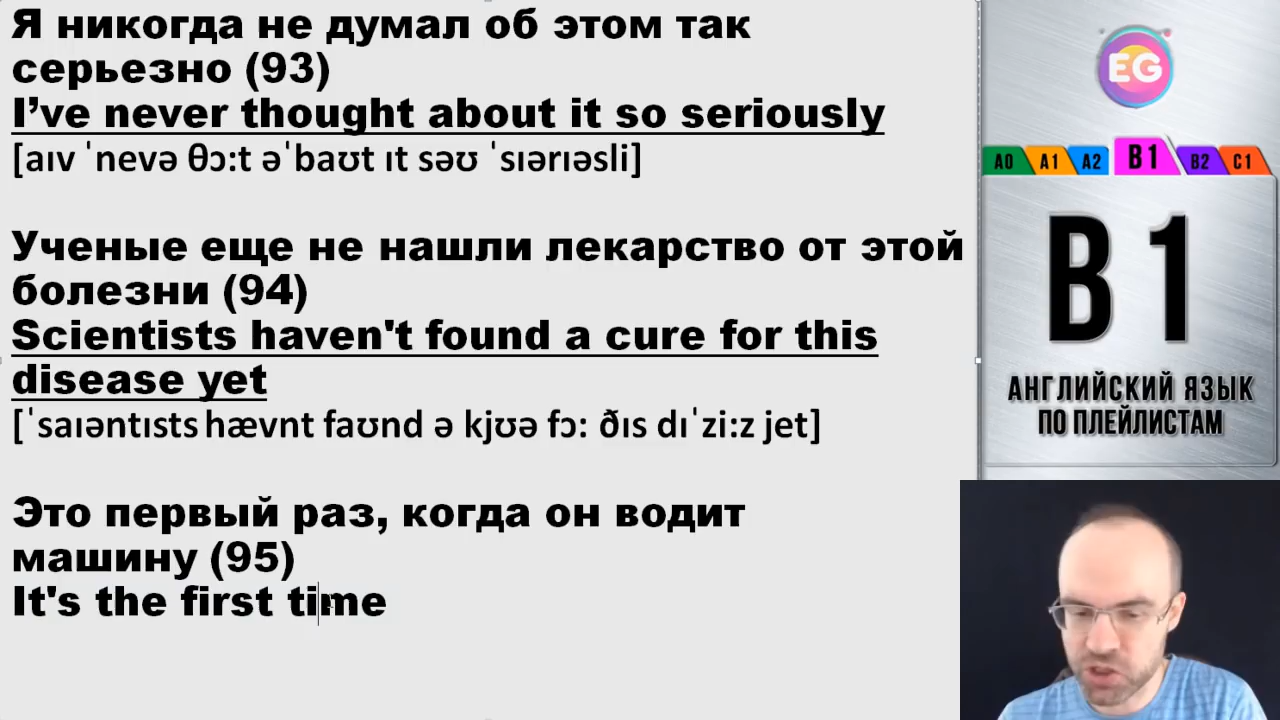 Я никогда не думал об этом так
серьезно (93)
I’ve never thought about it so seriously
[aɪv ˈnevə θɔ:t əˈbaʊt ɪt səʊ ˈsɪərɪəsli]
Ученые еще не нашли лекарство от этой
болезни (94)
Scientists haven't found a cure for this
disease yet
[ˈsaɪəntɪsts hævnt faʊnd ə kjʊə fɔ: ðɪs dɪˈzi:z jet]
Это первый раз, когда он водит
машину (95)
It's the first time
EG
A0 A1 A2 B1 B2 C1
B1
АНГЛИЙСКИЙ ЯЗЫК
ПО ПЛЕЙЛИСТАМ